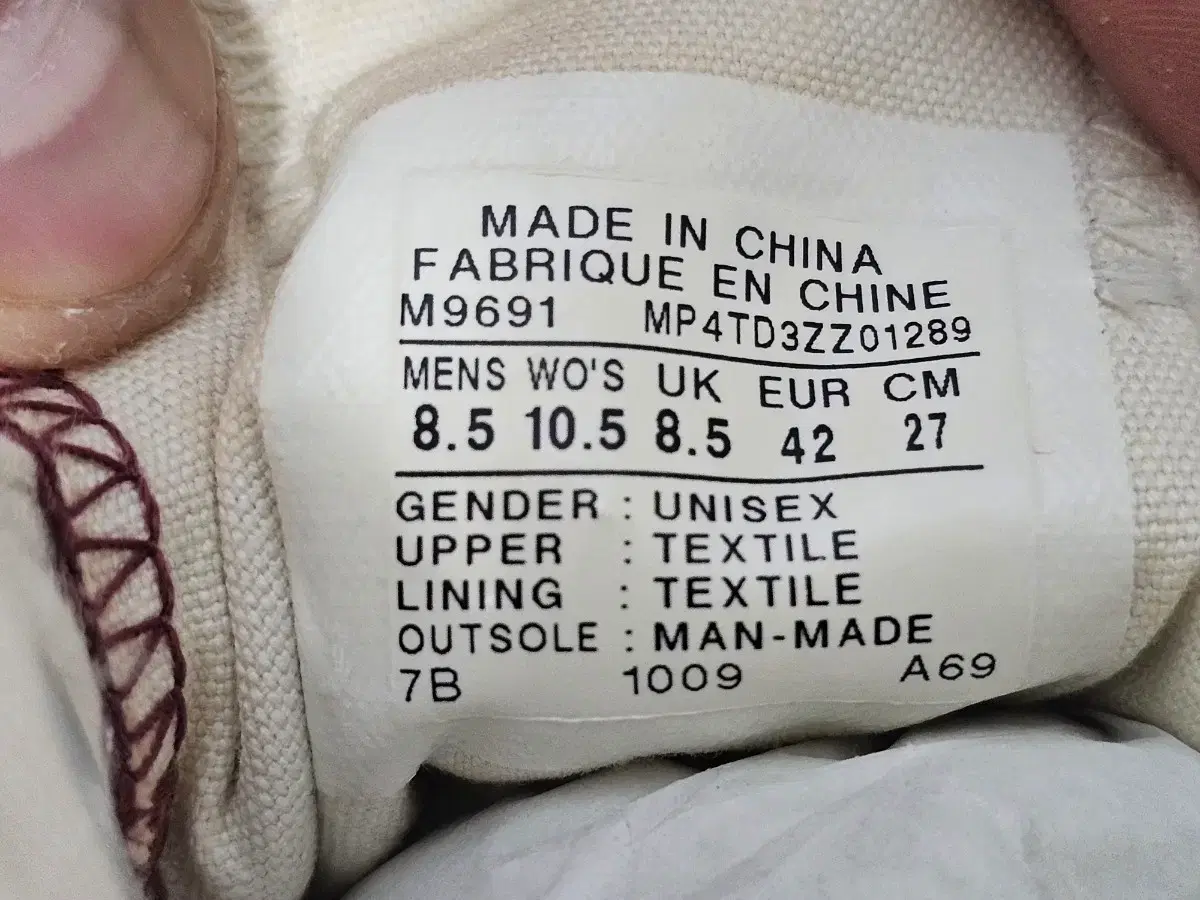 MADE IN CHINA
FABRIQUE EN CHINE
M9691 MP4TD3ZZ01289
MENS WO'S UK EUR CM
8.5 10.5 8.5 42 27
GENDER : UNISEX
UPPER : TEXTILE
LINING : TEXTILE
OUTSOLE : MAN-MADE
7B 1009 A69